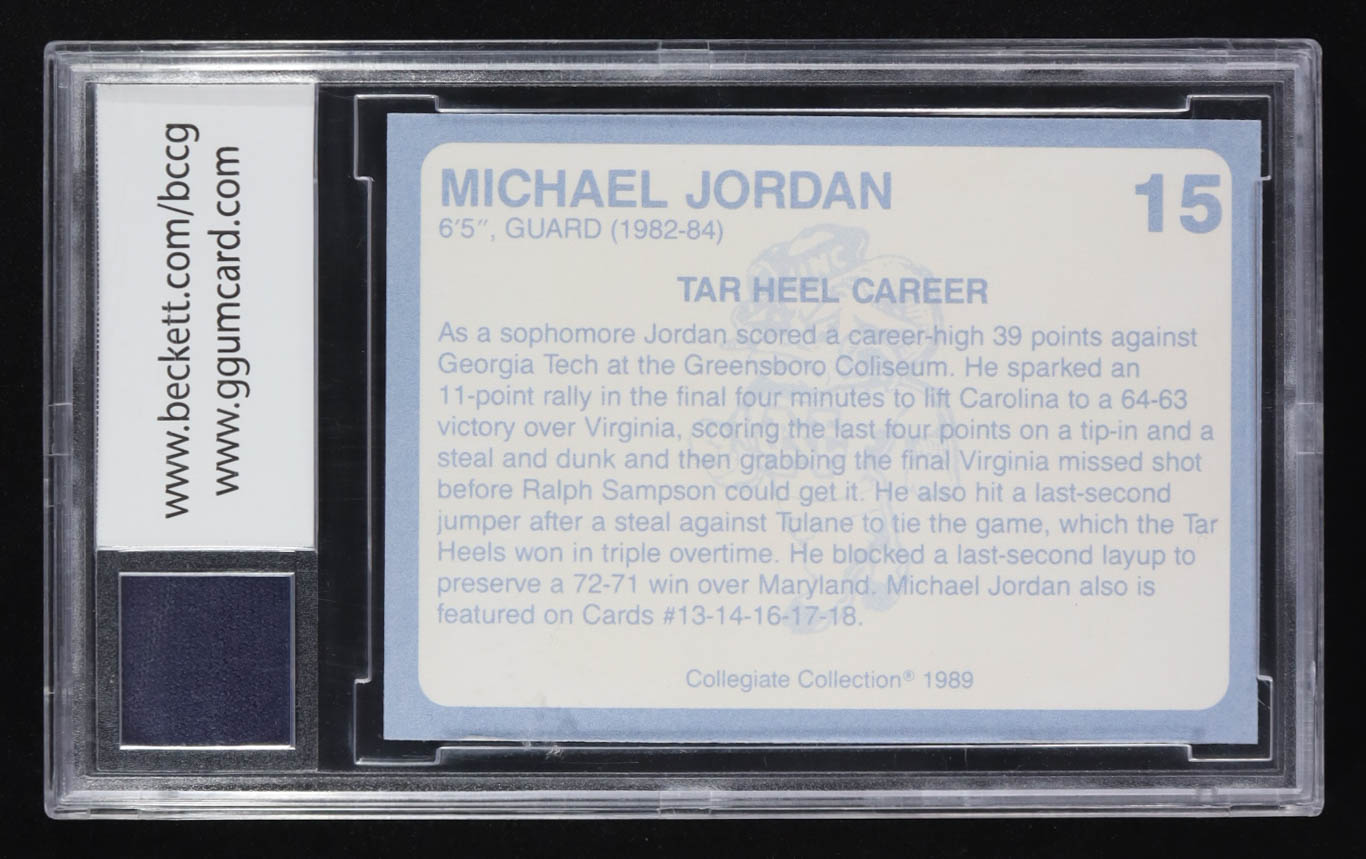 www.beckett.com/bccg
www.ggumcard.com
MICHAEL JORDAN
15
6'5", GUARD (1982-84)
TAR HEEL CAREER
As a sophomore Jordan scored a career-high 39 points against
Georgia Tech at the Greensboro Coliseum. He sparked an
11-point rally in the final four minutes to lift Carolina to a 64-63
victory over Virginia, scoring the last four points on a tip-in and a
steal and dunk and then grabbing the final Virginia missed shot
before Ralph Sampson could get it. He also hit a last-second
jumper after a steal against Tulane to tie the game, which the Tar
Heels won in triple overtime. He blocked a last-second layup to
preserve a 72-71 win over Maryland. Michael Jordan also is
featured on Cards #13-14-16-17-18.
Collegiate Collection® 1989
UNC